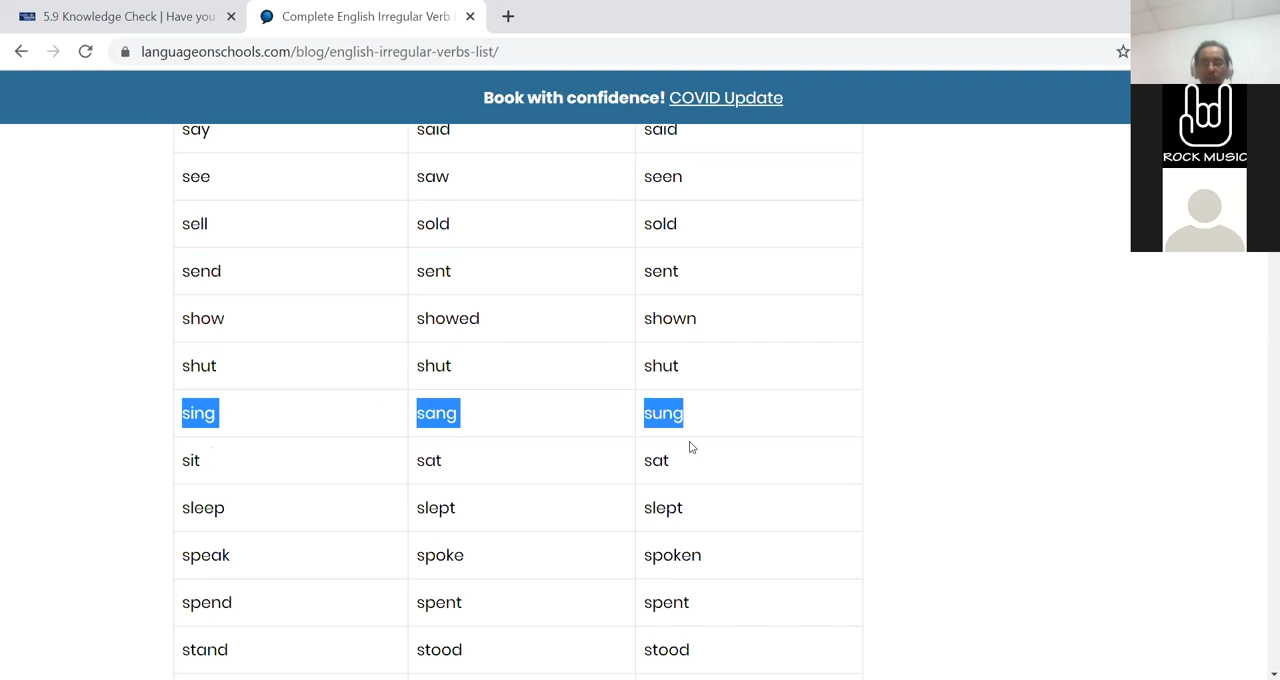 5.9 Knowledge Check | Have you
Complete English Irregular Verb
languageonschools.com/blog/english-irregular-verbs-list/
Book with confidence! COVID Update
ROCK MUSIC
say said said
see saw seen
sell sold sold
send sent sent
show showed shown
shut shut shut
sing sang sung
sit sat sat
sleep slept slept
speak spoke spoken
spend spent spent
stand stood stood